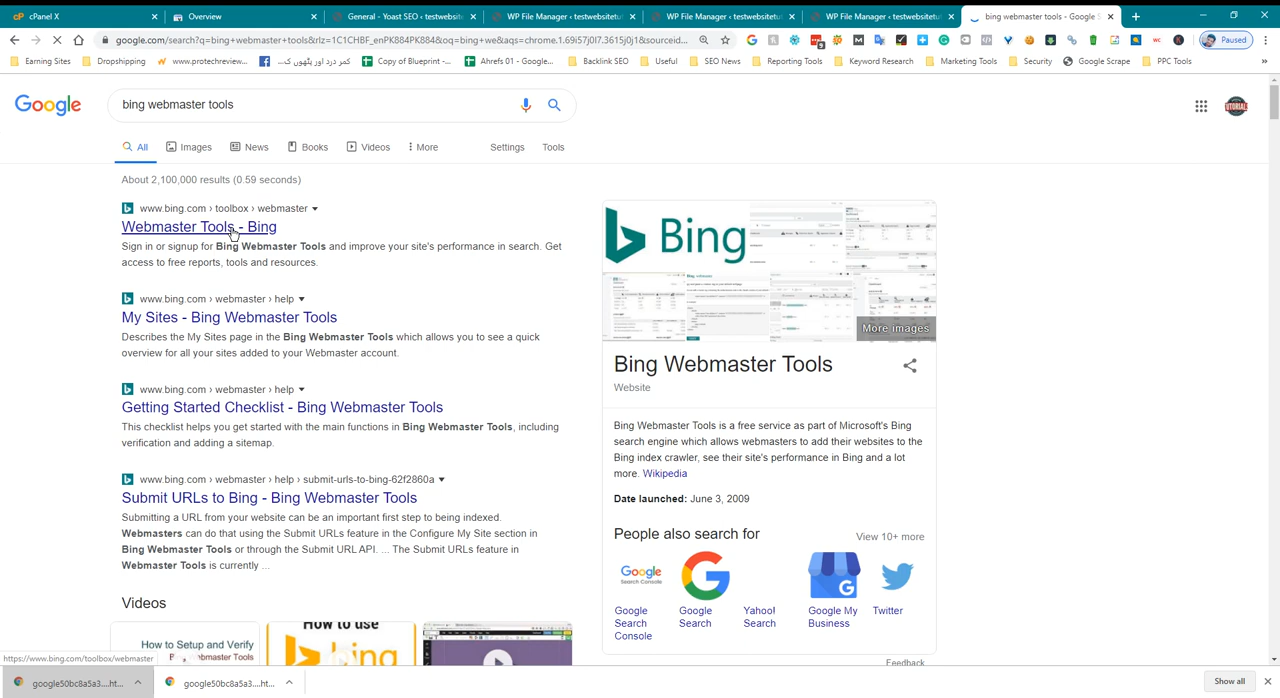 cPanel X
Overview
General - Yoast SEO ‹ testwebsite
WP File Manager ‹ testwebsitetu
WP File Manager ‹ testwebsitetu
WP File Manager ‹ testwebsitetu
bing webmaster tools - Google S
google.com/search?q=bing+webmaster+tools&rlz=1C1CHBF_enPK884PK884&oq=bing+we&aqs=chrome.1.69i57j0l7.3615j0j1&sourceid...
Paused
Earning Sites
Dropshipping
www.protechreview...
کمر درد اور پٹھوں ک...
Copy of Blueprint -...
Ahrefs 01 - Google...
Backlink SEO
Useful
SEO News
Reporting Tools
Keyword Research
Marketing Tools
Security
Google Scrape
PPC Tools
»
Google
bing webmaster tools
All
Images
News
Books
Videos
More
Settings
Tools
About 2,100,000 results (0.59 seconds)
www.bing.com › toolbox › webmaster
Webmaster Tools - Bing
in or signup for Bing Webmaster Tools and improve your site's performance in search. Get
access to free reports, tools and resources.
www.bing.com › webmaster › help
My Sites - Bing Webmaster Tools
Describes the My Sites page in the Bing Webmaster Tools which allows you to see a quick
overview for all your sites added to your Webmaster account.
www.bing.com › webmaster › help
Getting Started Checklist - Bing Webmaster Tools
This checklist helps you get started with the main functions in Bing Webmaster Tools, including
verification and adding a sitemap.
www.bing.com › webmaster › help › submit-urls-to-bing-62f2860a
Submit URLs to Bing - Bing Webmaster Tools
Submitting a URL from your website can be an important first step to being indexed.
Webmasters can do that using the Submit URLs feature in the Configure My Site section in
Bing Webmaster Tools or through the Submit URL API. ... The Submit URLs feature in
Webmaster Tools is currently ...
Videos
How to Setup and Verify
Webmaster Tools
How to use
bing
Bing
More images
Bing Webmaster Tools
Website
Bing Webmaster Tools is a free service as part of Microsoft's Bing
search engine which allows webmasters to add their websites to the
Bing index crawler, see their site's performance in Bing and a lot
more. Wikipedia
Date launched: June 3, 2009
People also search for
View 10+ more
Google
Search Console
Google
Search
Console
Google
Search
Yahoo!
Search
Google My
Business
Twitter
Feedback
https://www.bing.com/toolbox/webmaster
google50bc8a5a3....ht...
google50bc8a5a3....ht...
Show all